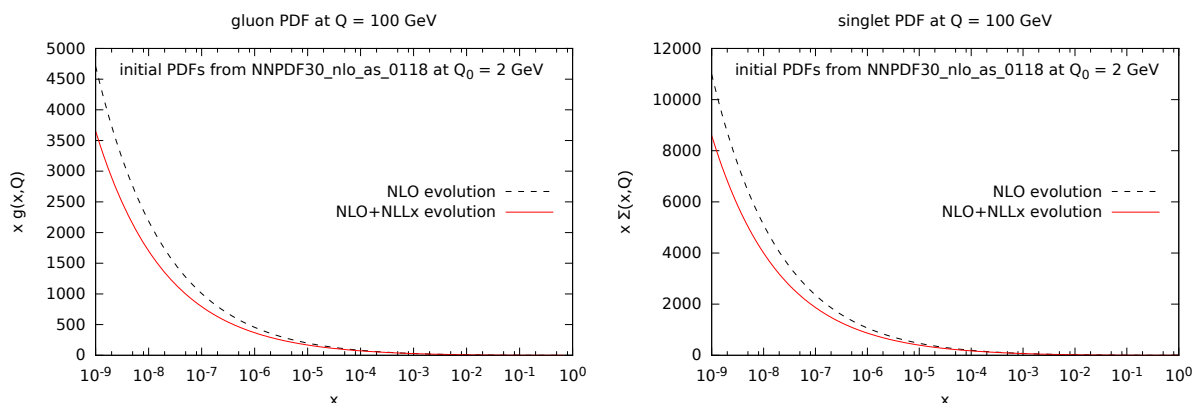 gluon PDF at Q = 100 GeV
5000
4500
4000
3500
3000
2500
2000
1500
1000
500
0
x g(x,Q)
initial PDFs from NNPDF30_nlo_as_0118 at Q₀ = 2 GeV
NLO evolution
NLO+NLLx evolution
10⁻⁹ 10⁻⁸ 10⁻⁷ 10⁻⁶ 10⁻⁵ 10⁻⁴ 10⁻³ 10⁻² 10⁻¹ 10⁰
x
singlet PDF at Q = 100 GeV
12000
10000
8000
6000
4000
2000
0
x Σ(x,Q)
initial PDFs from NNPDF30_nlo_as_0118 at Q₀ = 2 GeV
NLO evolution
NLO+NLLx evolution
10⁻⁹ 10⁻⁸ 10⁻⁷ 10⁻⁶ 10⁻⁵ 10⁻⁴ 10⁻³ 10⁻² 10⁻¹ 10⁰
x